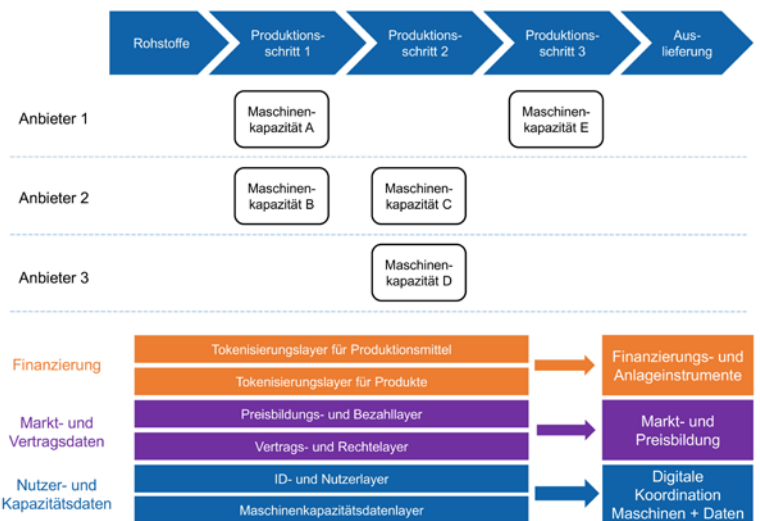 Rohstoffe
Produktions-
schritt 1
Produktions-
schritt 2
Produktions-
schritt 3
Aus-
lieferung
Anbieter 1
Maschinen-
kapazität A
Maschinen-
kapazität E
Anbieter 2
Maschinen-
kapazität B
Maschinen-
kapazität C
Anbieter 3
Maschinen-
kapazität D
Finanzierung
Tokenisierungslayer für Produktionsmittel
Tokenisierungslayer für Produkte
Finanzierungs- und
Anlageinstrumente
Markt- und
Vertragsdaten
Preisbildungs- und Bezahllayer
Vertrags- und Rechtelayer
Markt- und
Preisbildung
Nutzer- und
Kapazitätsdaten
ID- und Nutzerlayer
Maschinenkapazitätsdatenlayer
Digitale
Koordination
Maschinen + Daten